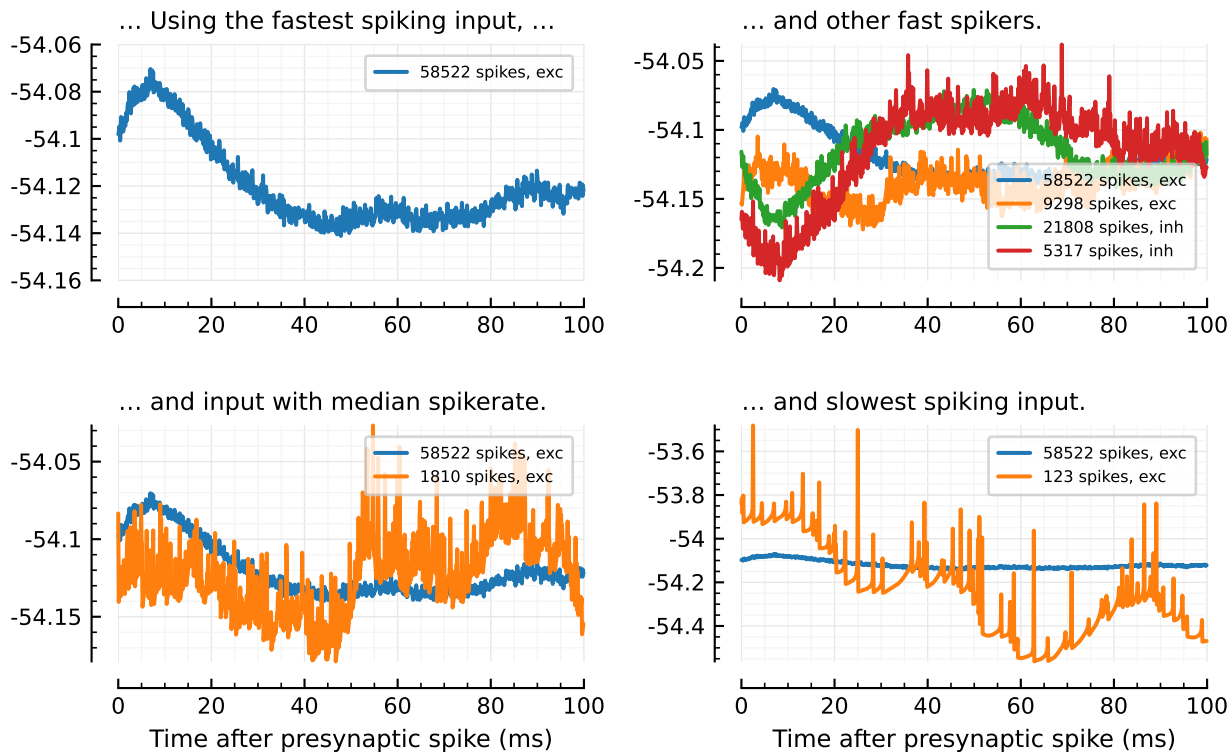 ... Using the fastest spiking input, ...
-54.06
-54.08
-54.1
-54.12
-54.14
-54.16
58522 spikes, exc
0 20 40 60 80 100
... and other fast spikers.
-54.05
-54.1
-54.15
-54.2
58522 spikes, exc
9298 spikes, exc
21808 spikes, inh
5317 spikes, inh
0 20 40 60 80 100
... and input with median spikerate.
-54.05
-54.1
-54.15
58522 spikes, exc
1810 spikes, exc
0 20 40 60 80 100
Time after presynaptic spike (ms)
... and slowest spiking input.
-53.6
-53.8
-54
-54.2
-54.4
58522 spikes, exc
123 spikes, exc
0 20 40 60 80 100
Time after presynaptic spike (ms)